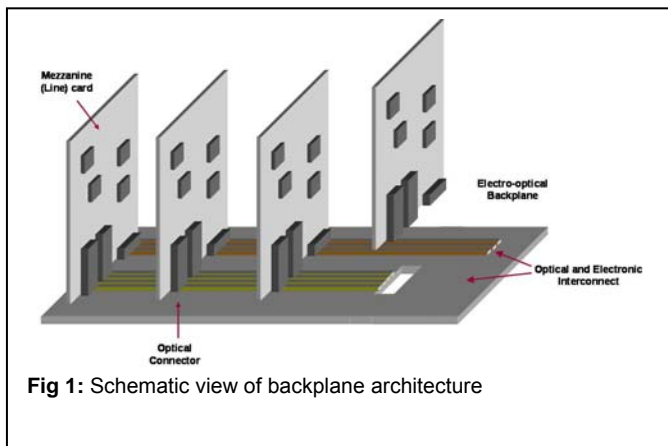 Mezzanine
(Line) card
Electro-optical
Backplane
Optical and Electronic
Interconnect
Optical
Connector
Fig 1: Schematic view of backplane architecture